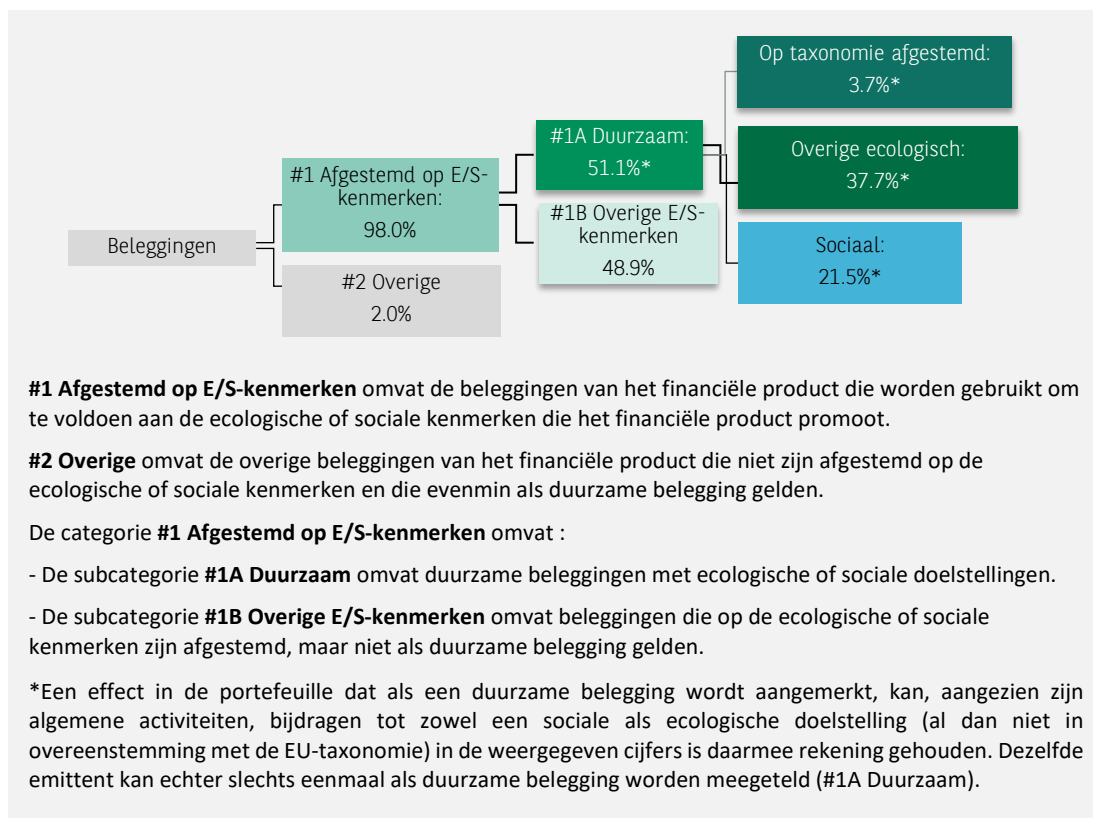 Beleggingen
#1 Afgestemd op E/S-
kenmerken:
98.0%
#2 Overige
2.0%
#1A Duurzaam:
51.1%*
#1B Overige E/S-
kenmerken
48.9%
Op taxonomie afgestemd:
3.7%*
Overige ecologisch:
37.7%*
Sociaal:
21.5%*
#1 Afgestemd op E/S-kenmerken omvat de beleggingen van het financiële product die worden gebruikt om
te voldoen aan de ecologische of sociale kenmerken die het financiële product promoot.
#2 Overige omvat de overige beleggingen van het financiële product die niet zijn afgestemd op de
ecologische of sociale kenmerken en die evenmin als duurzame belegging gelden.
De categorie #1 Afgestemd op E/S-kenmerken omvat :
- De subcategorie #1A Duurzaam omvat duurzame beleggingen met ecologische of sociale doelstellingen.
- De subcategorie #1B Overige E/S-kenmerken omvat beleggingen die op de ecologische of sociale
kenmerken zijn afgestemd, maar niet als duurzame belegging gelden.
*Een effect in de portefeuille dat als een duurzame belegging wordt aangemerkt, kan, aangezien zijn
algemene activiteiten, bijdragen tot zowel een sociale als ecologische doelstelling (al dan niet in
overeenstemming met de EU-taxonomie) in de weergegeven cijfers is daarmee rekening gehouden. Dezelfde
emittent kan echter slechts eenmaal als duurzame belegging worden meegeteld (#1A Duurzaam).